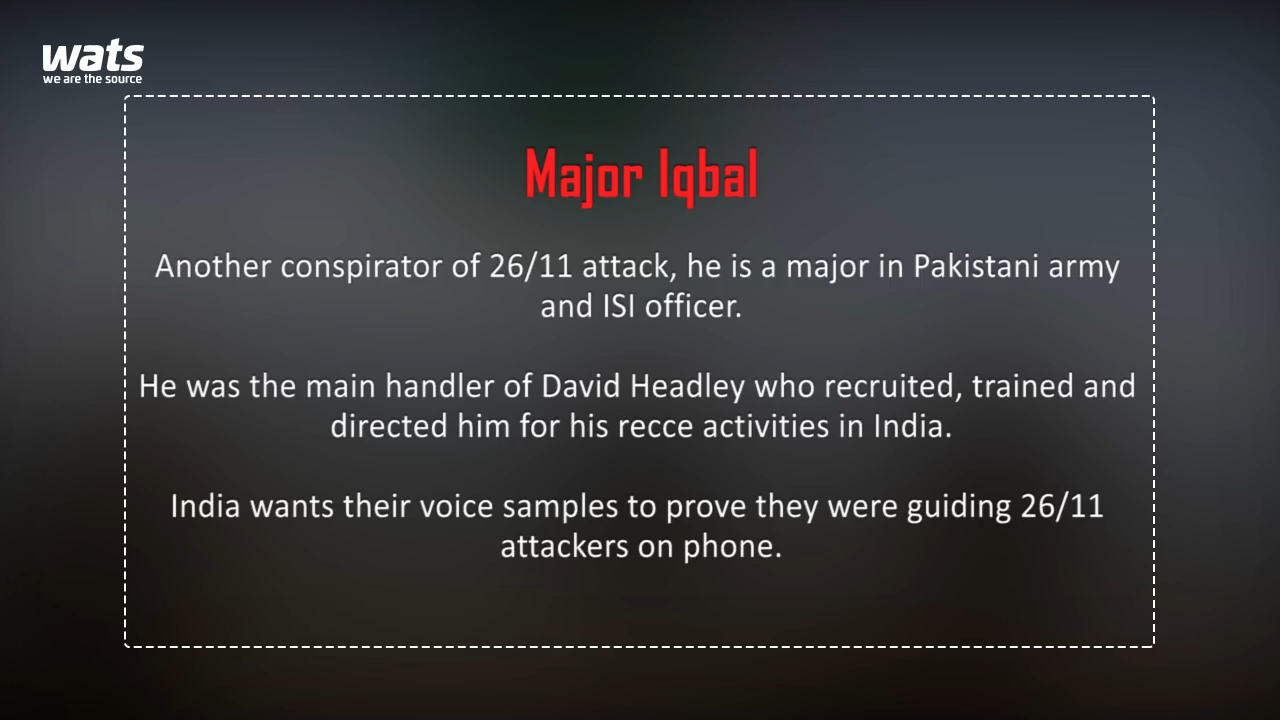 wats
we are the source
Major Iqbal
Another conspirator of 26/11 attack, he is a major in Pakistani army
and ISI officer.
He was the main handler of David Headley who recruited, trained and
directed him for his recce activities in India.
India wants their voice samples to prove they were guiding 26/11
attackers on phone.